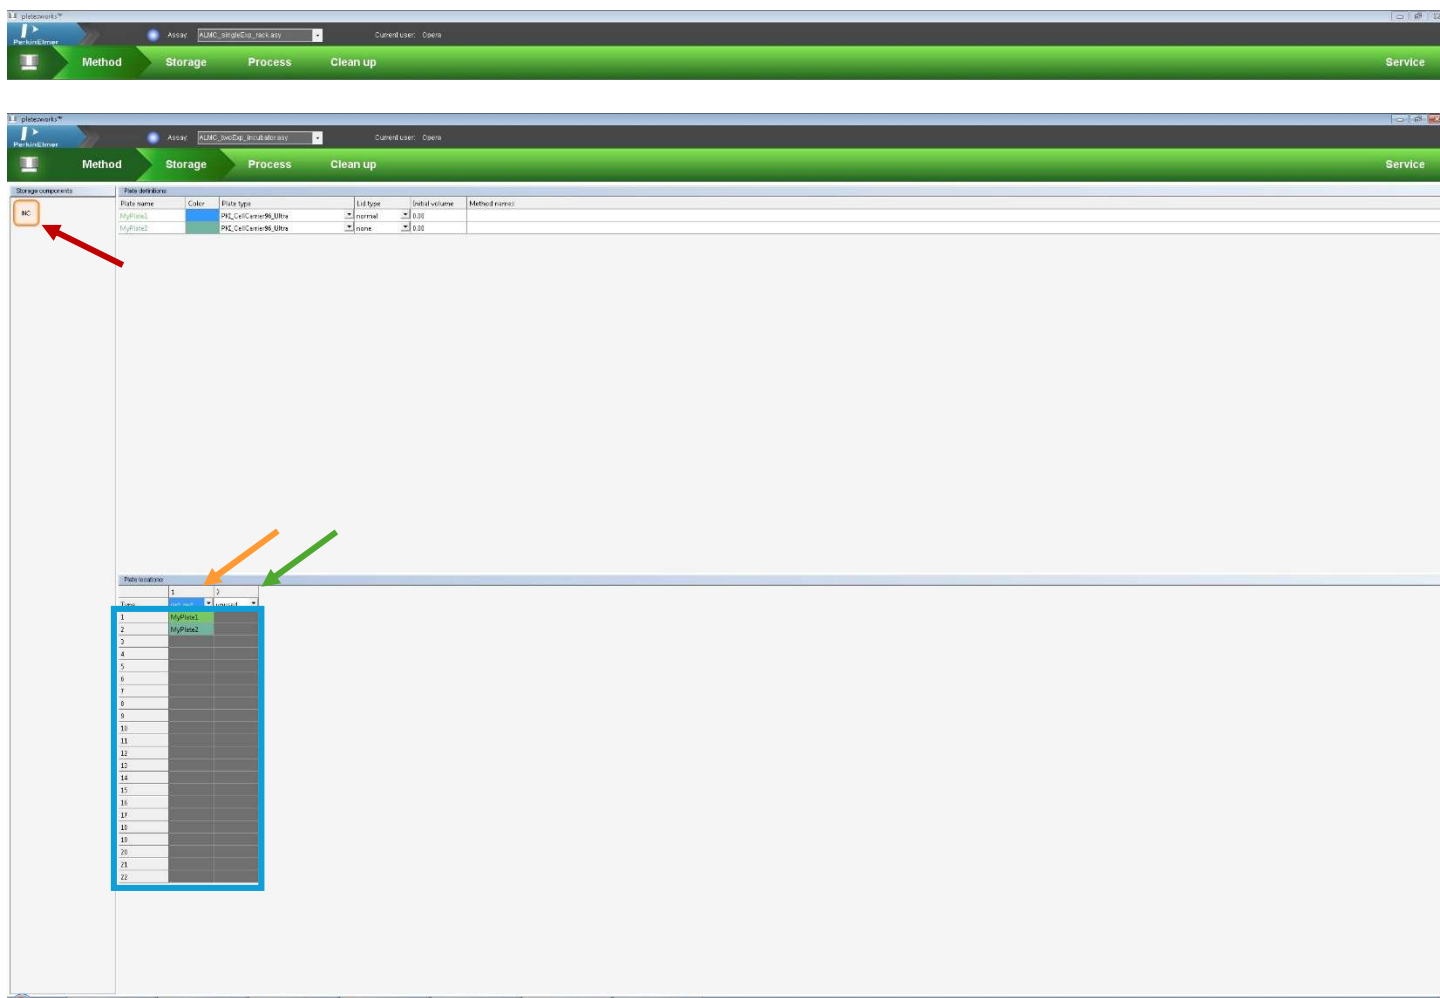 plateworks™
PerkinElmer Assay: ALMC_singleExp_rack.asy Current user: Opera
Method Storage Process Clean up Service
plateworks™
PerkinElmer Assay: ALMC_twoExp_incubator.asy Current user: Opera
Method Storage Process Clean up Service
Storage components Plate definitions
Plate name Color Plate type Lid type Initial volume Method names
INC MyPlate1 PKI_CellCarrier96_Ultra normal 0.00
MyPlate2 PKI_CellCarrier96_Ultra none 0.00
Plate locations
1 2
Type unused
1 MyPlate1
2 MyPlate2
3
4
5
6
7
8
9
10
11
12
13
14
15
16
17
18
19
20
21
22